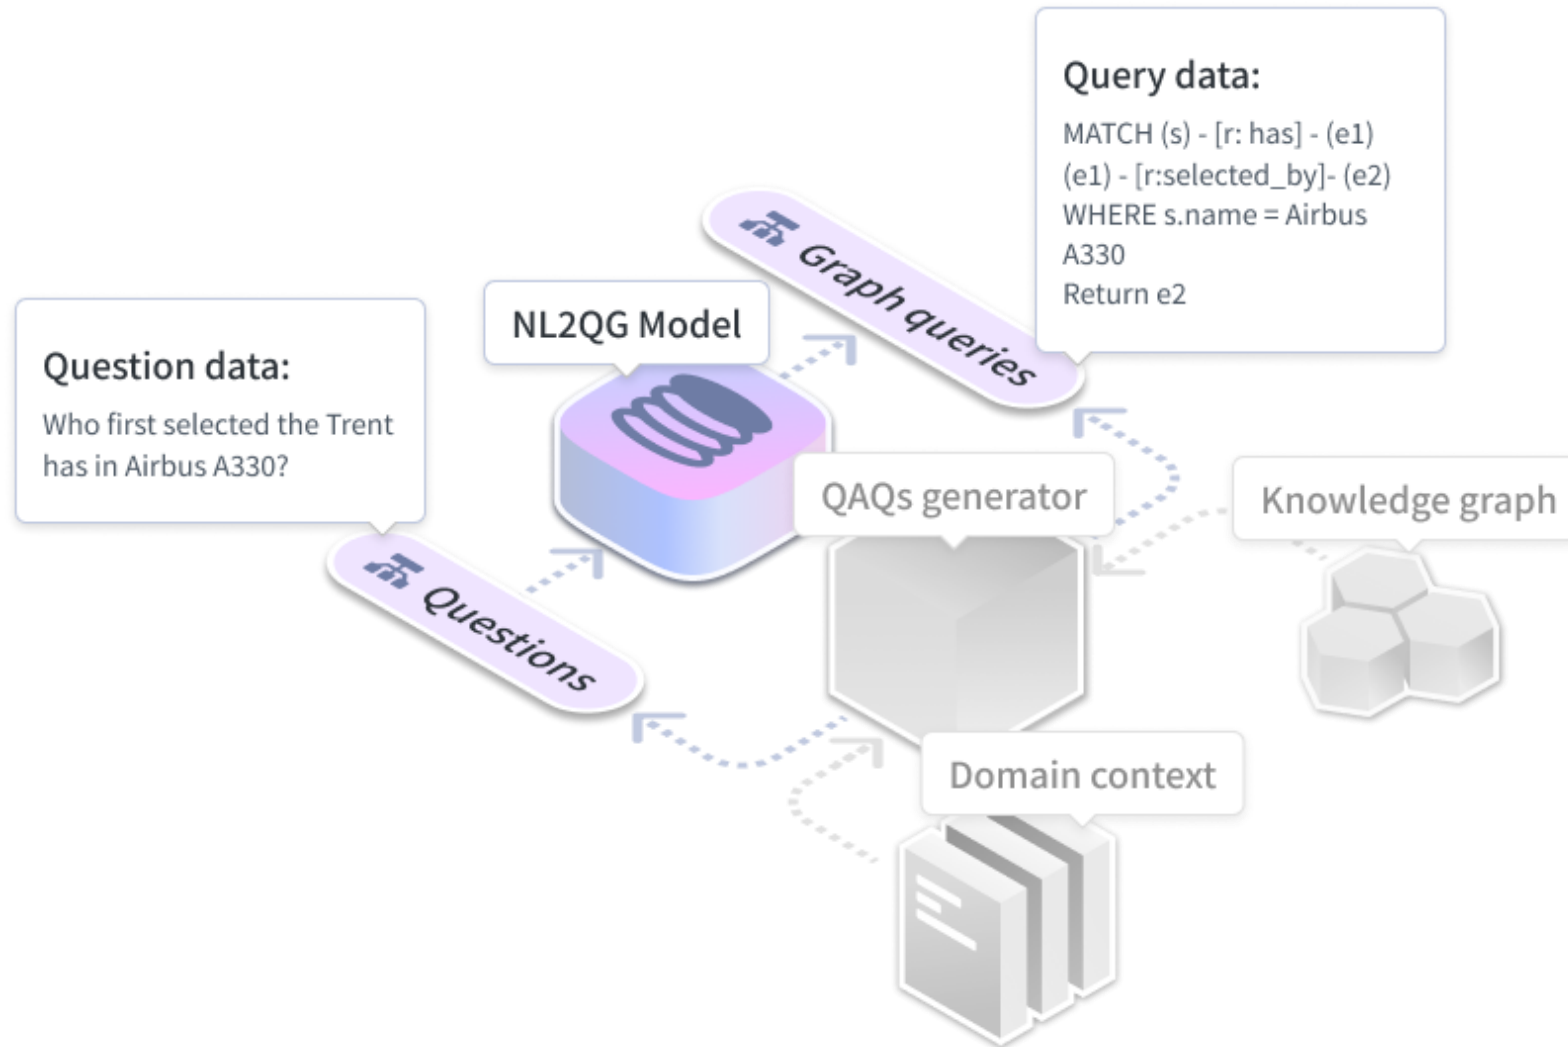 Query data:
MATCH (s) - [r: has] - (e1)
(e1) - [r:selected_by]- (e2)
WHERE s.name = Airbus
A330
Return e2
Graph queries
NL2QG Model
Question data:
Who first selected the Trent
has in Airbus A330?
QAQs generator
Knowledge graph
Questions
Domain context